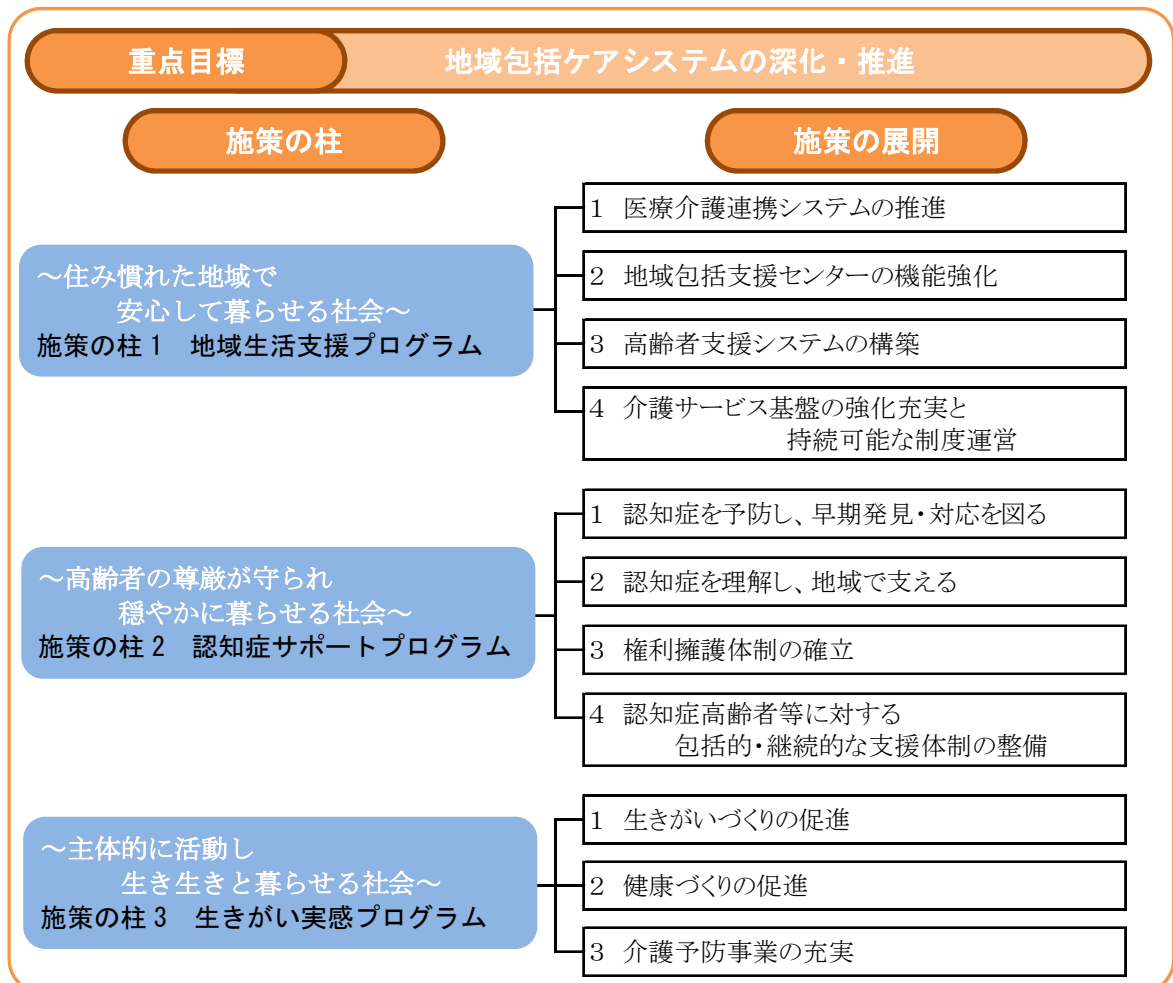 重点目標
地域包括ケアシステムの深化・推進
施策の柱
施策の展開
～住み慣れた地域で
安心して暮らせる社会～
施策の柱1 地域生活支援プログラム
1 医療介護連携システムの推進
2 地域包括支援センターの機能強化
3 高齢者支援システムの構築
4 介護サービス基盤の強化充実と
持続可能な制度運営
～高齢者の尊厳が守られ
穏やかに暮らせる社会～
施策の柱2 認知症サポートプログラム
1 認知症を予防し、早期発見・対応を図る
2 認知症を理解し、地域で支える
3 権利擁護体制の確立
4 認知症高齢者等に対する
包括的・継続的な支援体制の整備
～主体的に活動し
生き生きと暮らせる社会～
施策の柱3 生きがい実感プログラム
1 生きがいづくりの促進
2 健康づくりの促進
3 介護予防事業の充実